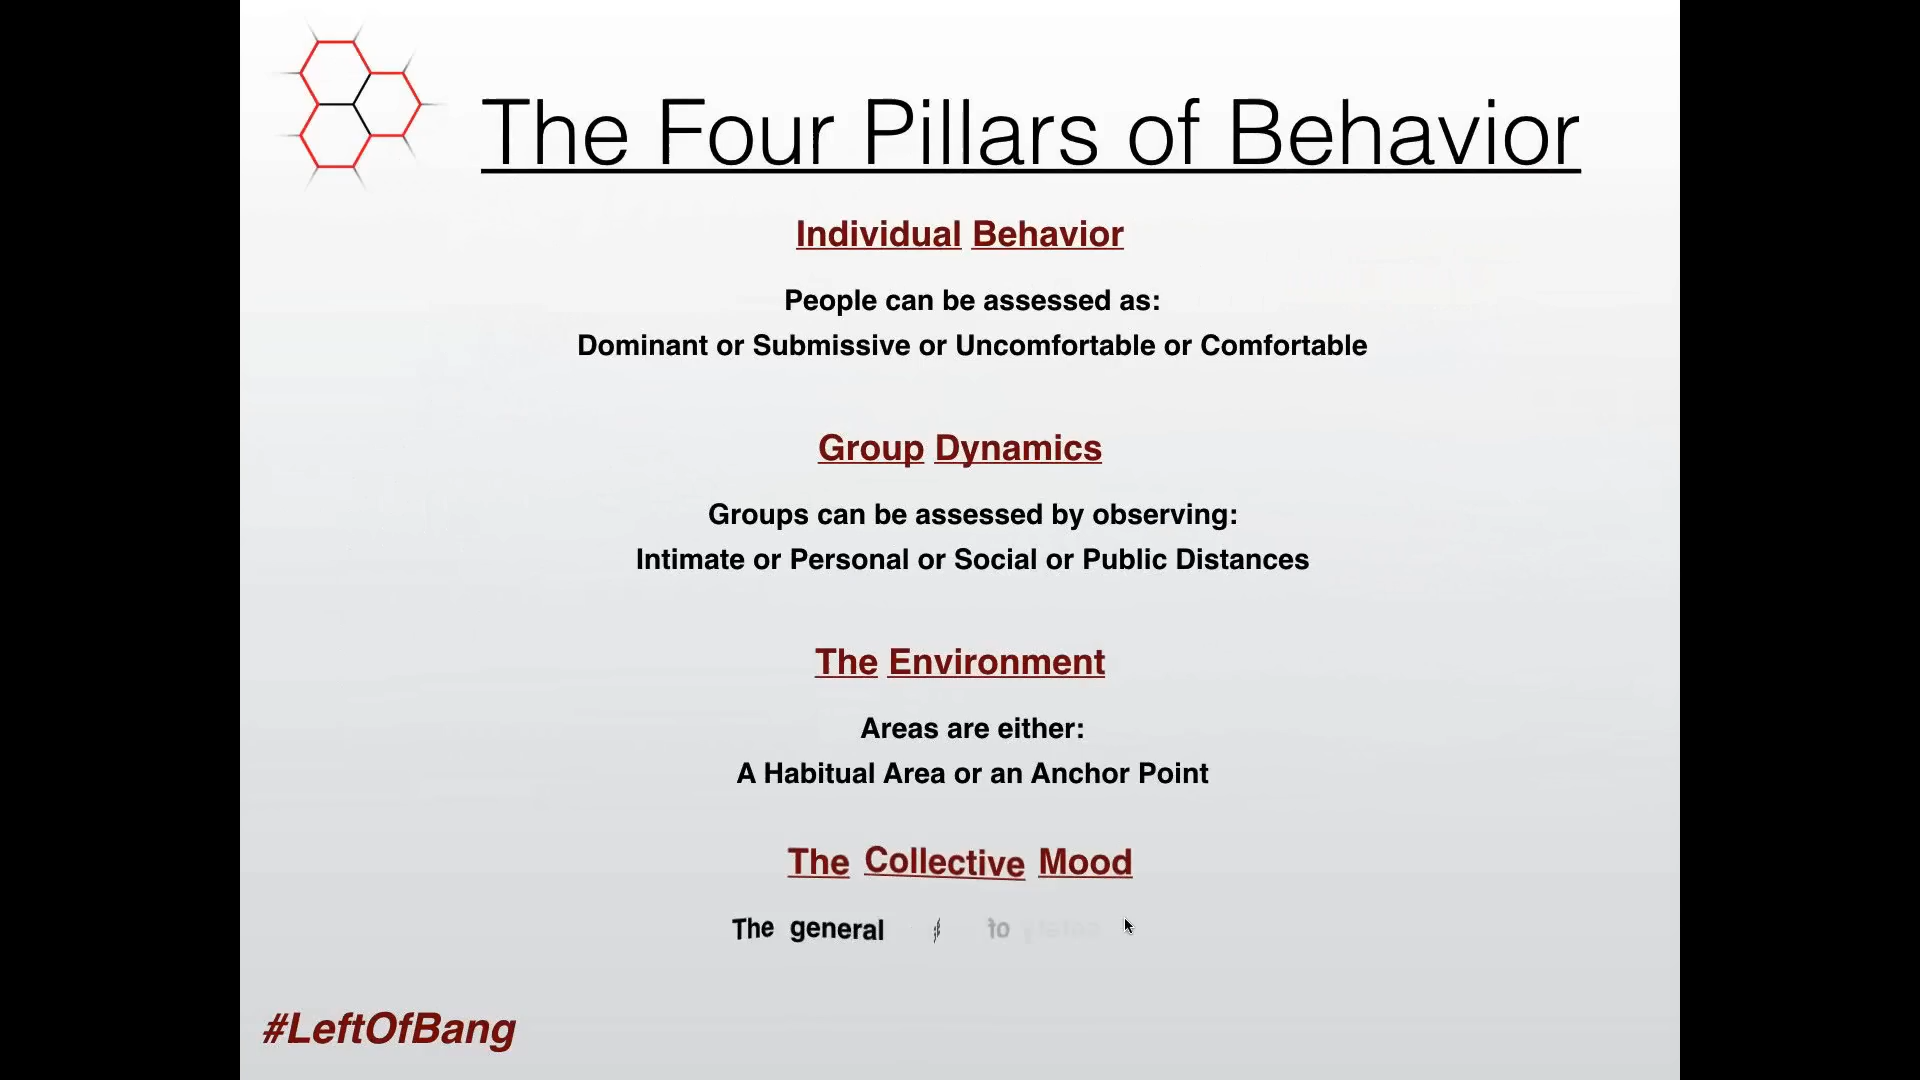 The Four Pillars of Behavior
Individual Behavior
People can be assessed as:
Dominant or Submissive or Uncomfortable or Comfortable
Group Dynamics
Groups can be assessed by observing:
Intimate or Personal or Social or Public Distances
The Environment
Areas are either:
A Habitual Area or an Anchor Point
The Collective Mood
The general of
#LeftOfBang